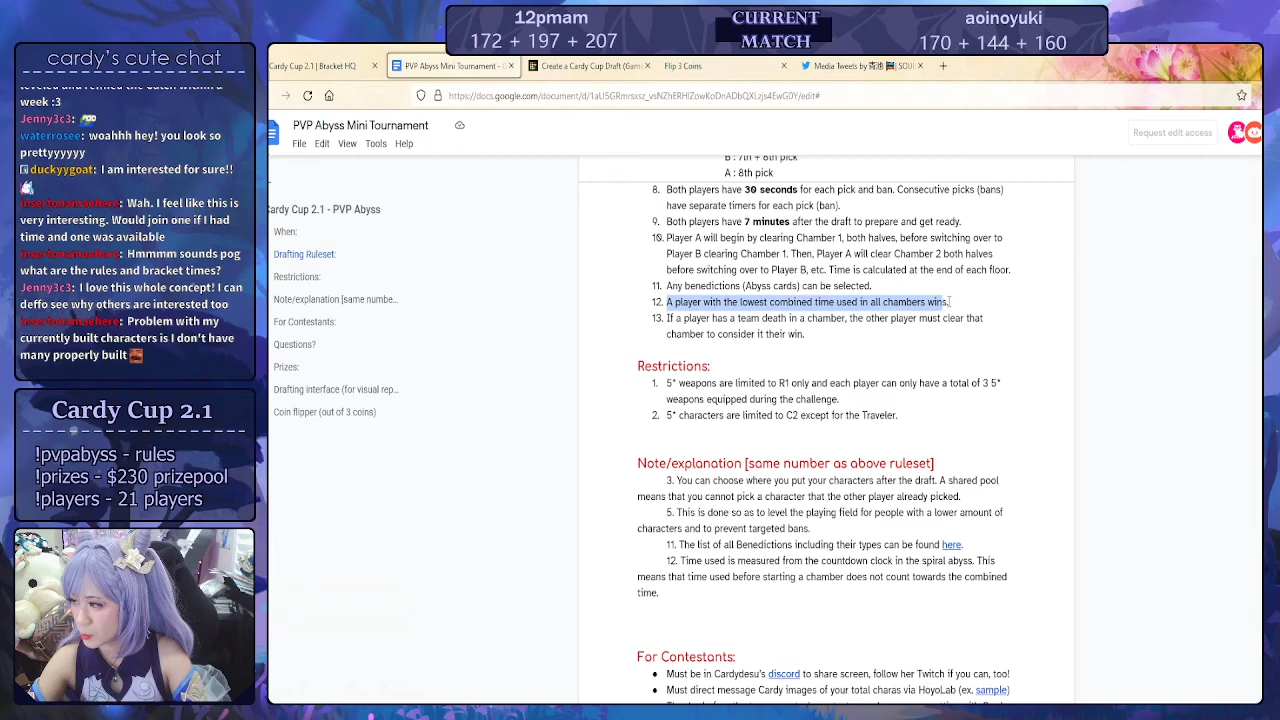 12pmam
172 + 197 + 207
CURRENT
MATCH
aoinoyuki
170 + 144 + 160
cardy's cute chat
week :3
Jenny3c3:
waterrosee: woahhh hey! you look so
prettyyyyyy
duckyygoat: I am interested for sure!!
insertonamaehere: Wah. I feel like this is
very interesting. Would join one if I had
time and one was available
insertonamaehere: Hmmmm sounds pog
what are the rules and bracket times?
Jenny3c3: I love this whole concept! I can
deffo see why others are interested too
insertonamaehere: Problem with my
currently built characters is I don't have
many properly built
Cardy Cup 2.1
!pvpabyss - rules
!prizes - $230 prizepool
!players - 21 players
Cardy Cup 2.1 | Bracket HQ
PVP Abyss Mini Tournament - G
Create a Cardy Cup Draft (Gam
Flip 3 Coins
Media Tweets by 青池
https://docs.google.com/document/d/1aU5GRmrsxsz_vsNZhERHIZowKoDnADbQXLzjs4EwG0Y/edit#
PVP Abyss Mini Tournament
File Edit View Tools Help
Request edit access
Cardy Cup 2.1 - PVP Abyss
When:
Drafting Ruleset:
Restrictions:
Note/explanation [same numbe...
For Contestants:
Questions?
Prizes:
Drafting Interface (for visual rep...
Coin flipper (out of 3 coins)
B : 7th + 8th pick
A : 8th pick
8. Both players have 30 seconds for each pick and ban. Consecutive picks (bans)
have separate timers for each pick (ban).
9. Both players have 7 minutes after the draft to prepare and get ready.
10. Player A will begin by clearing Chamber 1, both halves, before switching over to
Player B clearing Chamber 1. Then, Player A will clear Chamber 2 both halves
before switching over to Player B, etc. Time is calculated at the end of each floor.
11. Any benedictions (Abyss cards) can be selected.
12. A player with the lowest combined time used in all chambers wins.
13. If a player has a team death in a chamber, the other player must clear that
chamber to consider it their win.
Restrictions:
1. 5* weapons are limited to R1 only and each player can only have a total of 3 5*
weapons equipped during the challenge.
2. 5* characters are limited to C2 except for the Traveler.
Note/explanation [same number as above ruleset]
3. You can choose where you put your characters after the draft. A shared pool
means that you cannot pick a character that the other player already picked.
5. This is done so as to level the playing field for people with a lower amount of
characters and to prevent targeted bans.
11. The list of all Benedictions including their types can be found here.
12. Time used is measured from the countdown clock in the spiral abyss. This
means that time used before starting a chamber does not count towards the combined
time.
For Contestants:
● Must be in Cardydesu's discord to share screen, follow her Twitch if you can, too!
● Must direct message Cardy images of your total charas via HoyoLab (ex. sample)